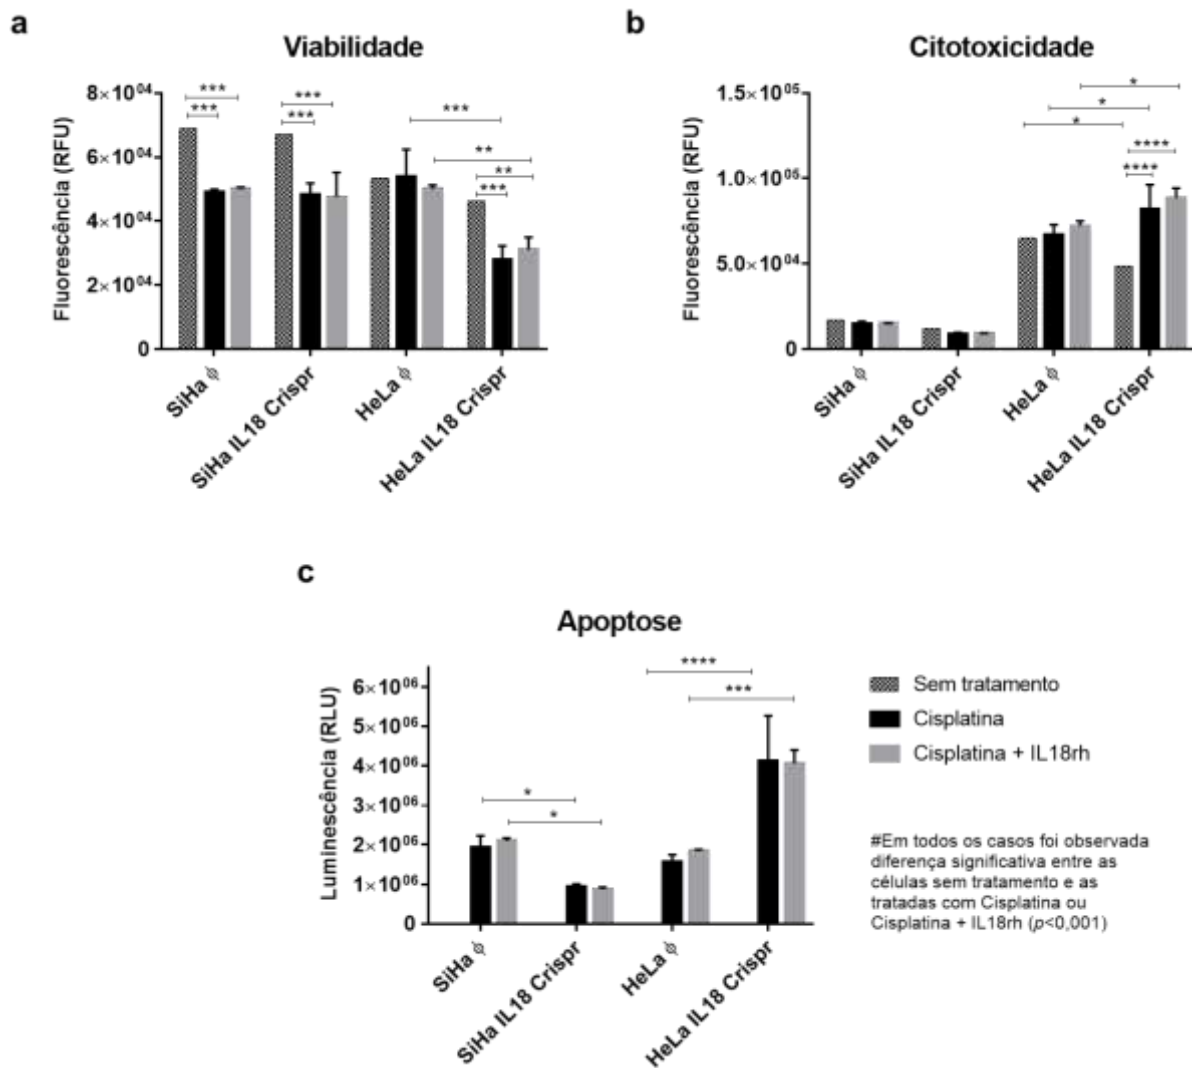 a
Viabilidade
Fluorescência (RFU)
8×10⁰⁴
6×10⁰⁴
4×10⁰⁴
2×10⁰⁴
0
***
***
***
***
***
**
**
***
SiHa ϕ
SiHa IL18 Crispr
HeLa ϕ
HeLa IL18 Crispr
b
Citotoxicidade
Fluorescência (RFU)
1.5×10⁰⁵
1.0×10⁰⁵
5.0×10⁰⁴
0
*
*
*
****
****
SiHa ϕ
SiHa IL18 Crispr
HeLa ϕ
HeLa IL18 Crispr
c
Apoptose
Luminescência (RLU)
6×10⁰⁶
5×10⁰⁶
4×10⁰⁶
3×10⁰⁶
2×10⁰⁶
1×10⁰⁶
0
****
***
*
*
SiHa ϕ
SiHa IL18 Crispr
HeLa ϕ
HeLa IL18 Crispr
Sem tratamento
Cisplatina
Cisplatina + IL18rh
#Em todos os casos foi observada
diferença significativa entre as
células sem tratamento e as
tratadas com Cisplatina ou
Cisplatina + IL18rh (p<0,001)